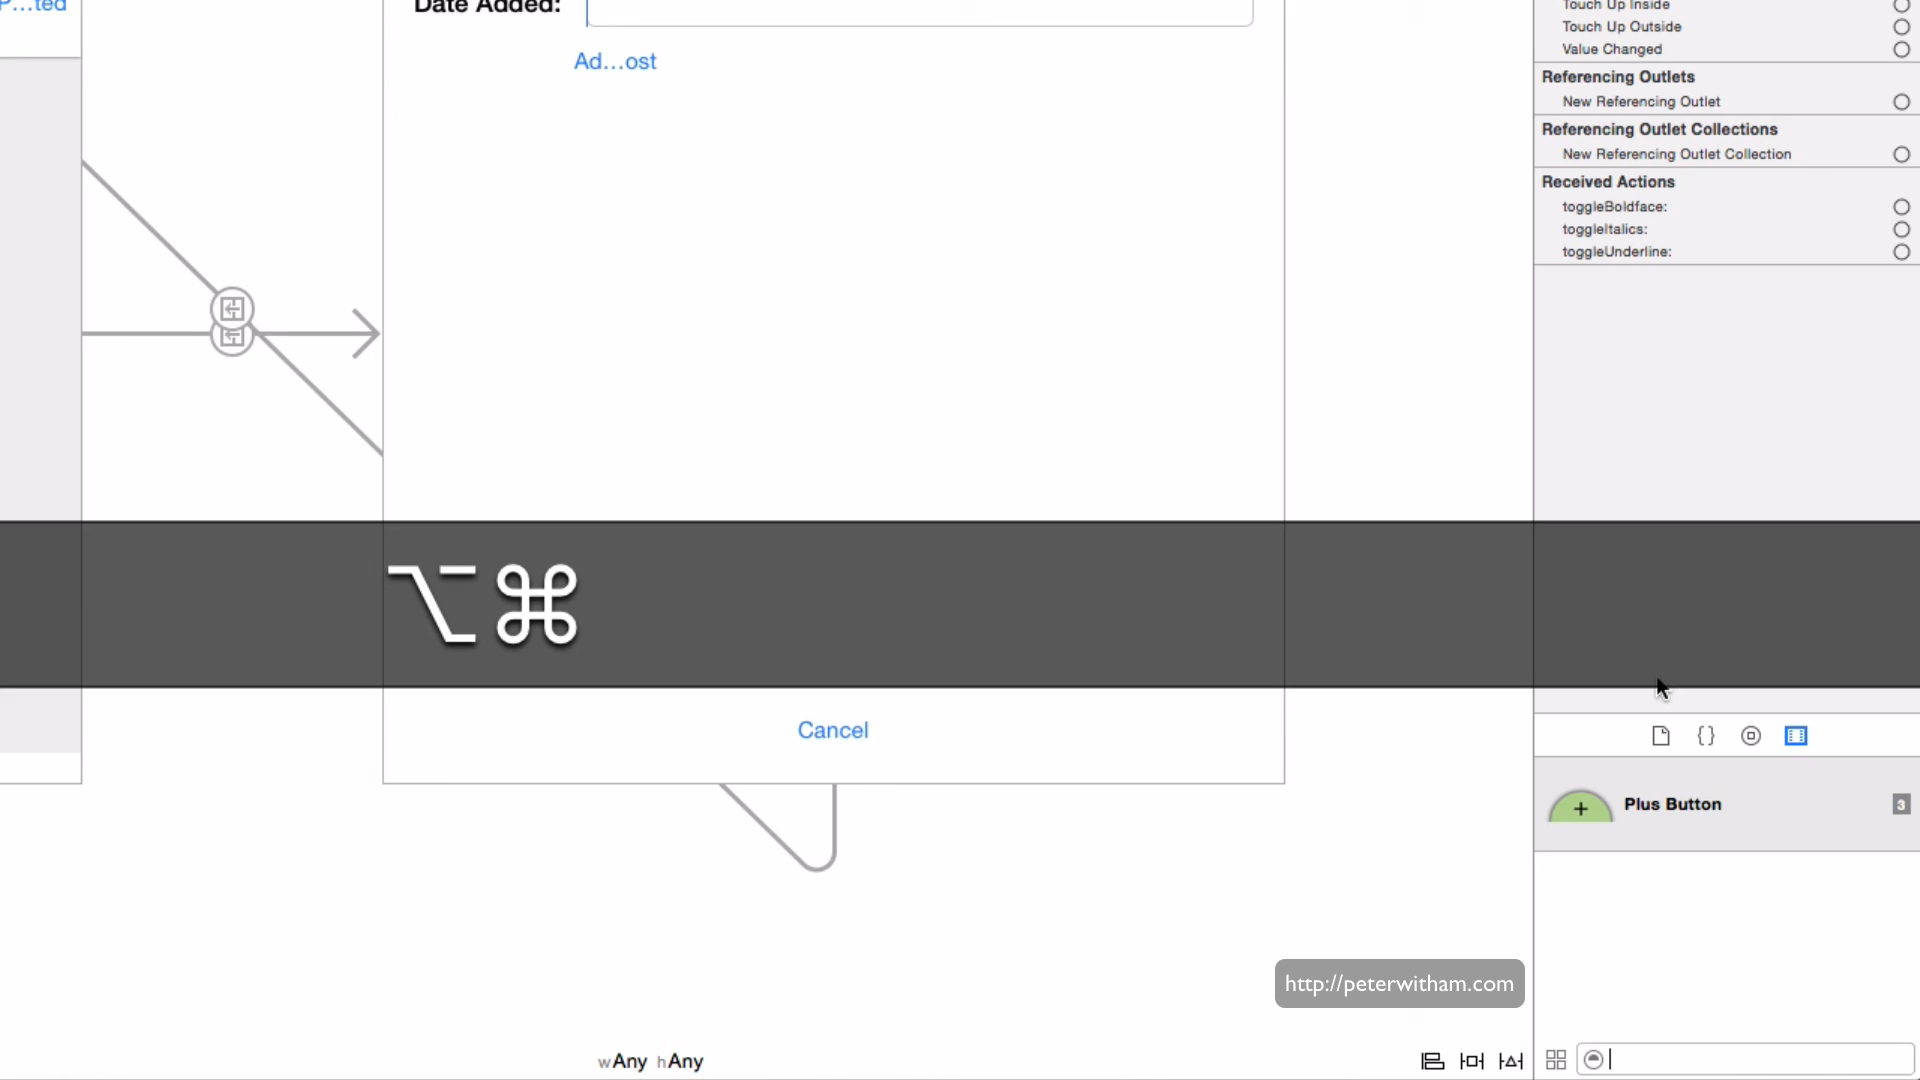 P...ted
Date Added:
Ad...ost
Touch Up Inside
Touch Up Outside
Value Changed
Referencing Outlets
New Referencing Outlet
Referencing Outlet Collections
New Referencing Outlet Collection
Received Actions
toggleBoldface:
toggleItalics:
toggleUnderline:
⌥⌘
Cancel
{}
+ Plus Button 3
http://peterwitham.com
wAny hAny